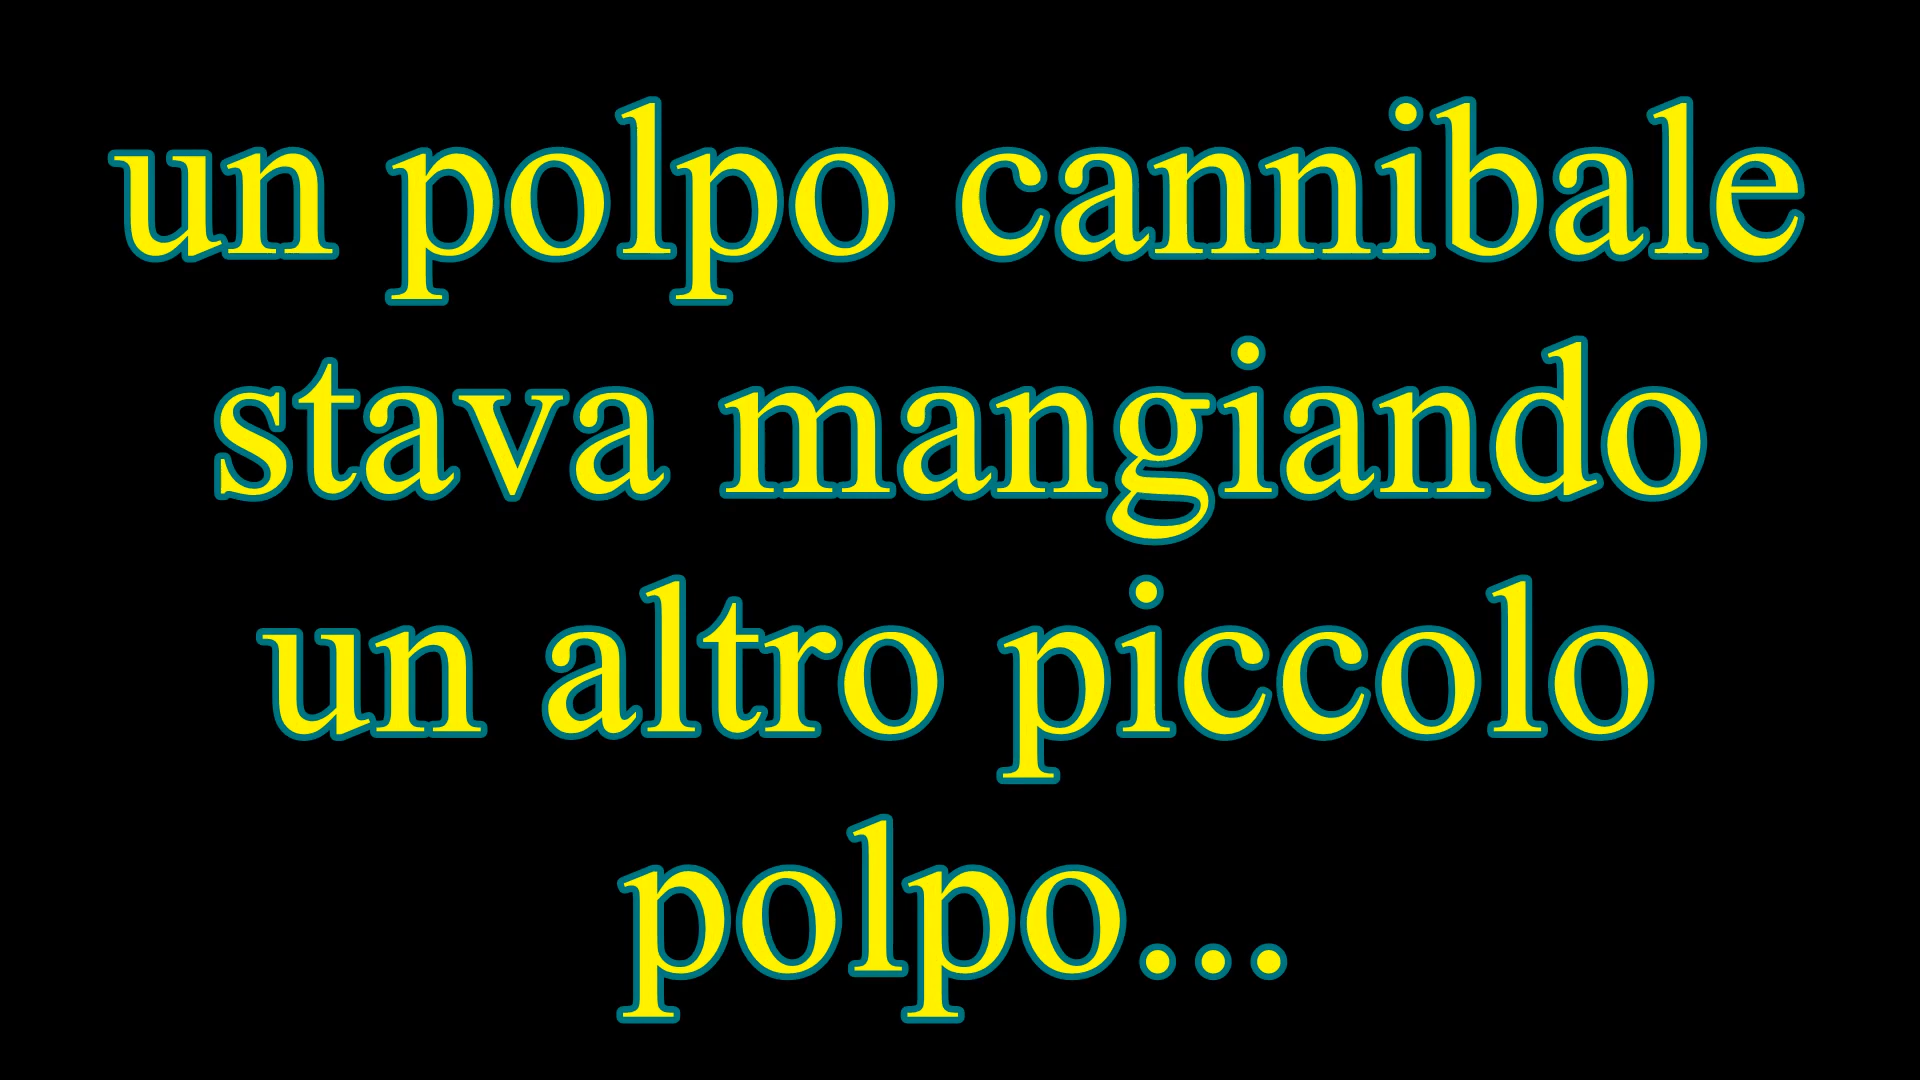 un polpo cannibale
stava mangiando
un altro piccolo
polpo...